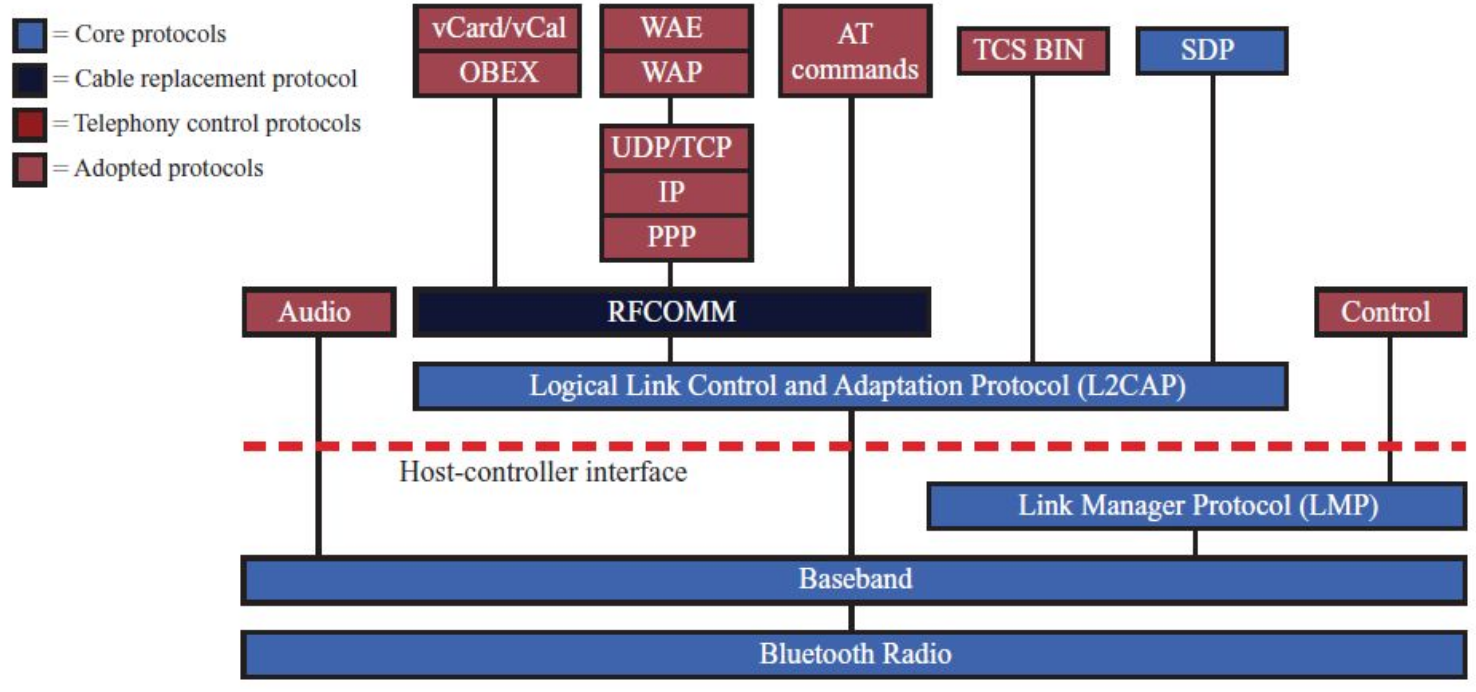 = Core protocols
= Cable replacement protocol
= Telephony control protocols
= Adopted protocols
vCard/vCal
OBEX
WAE
WAP
AT
commands
TCS BIN
SDP
UDP/TCP
IP
PPP
Audio
RFCOMM
Control
Logical Link Control and Adaptation Protocol (L2CAP)
Host-controller interface
Link Manager Protocol (LMP)
Baseband
Bluetooth Radio